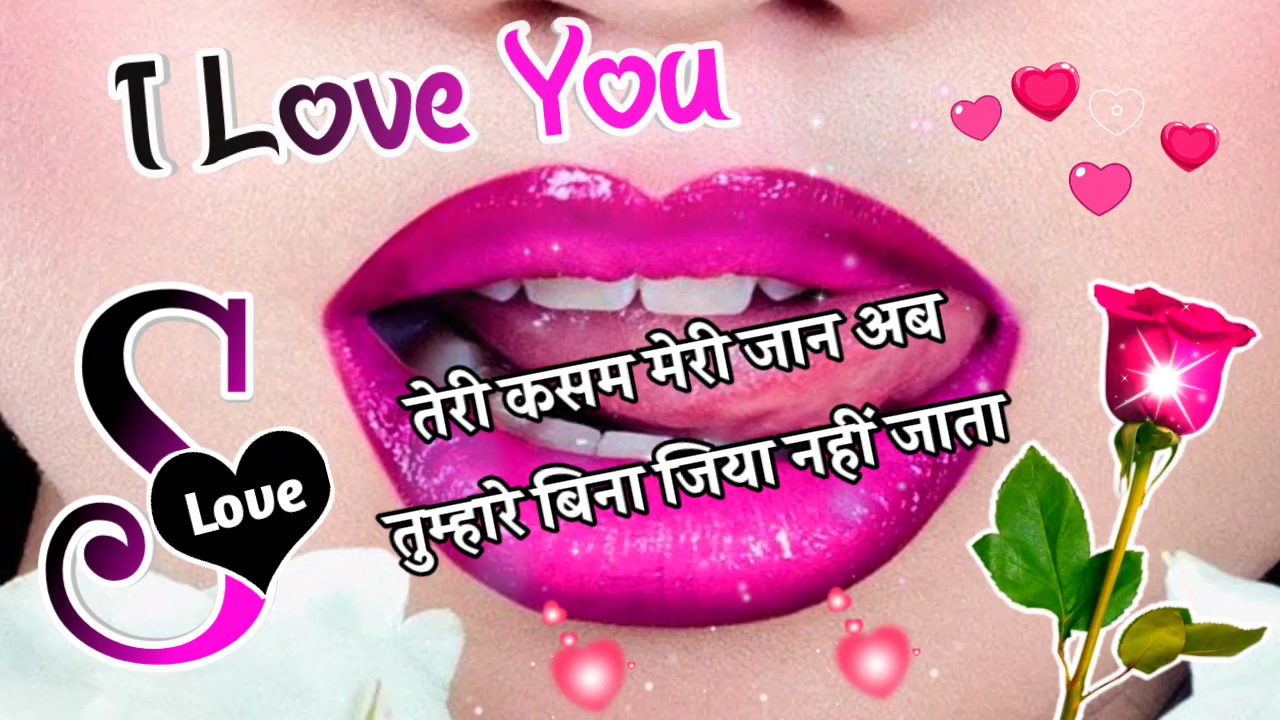 I Love You
S
Love
तेरी कसम मेरी जान अब
तुम्हारे बिना जिया नहीं जाता